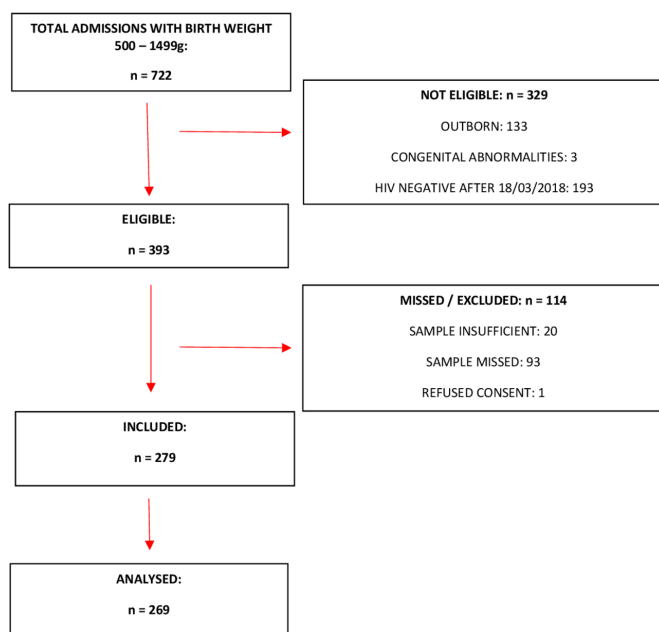 TOTAL ADMISSIONS WITH BIRTH WEIGHT
500 – 1499g:
n = 722
NOT ELIGIBLE: n = 329
OUTBORN: 133
CONGENITAL ABNORMALITIES: 3
HIV NEGATIVE AFTER 18/03/2018: 193
ELIGIBLE:
n = 393
MISSED / EXCLUDED: n = 114
SAMPLE INSUFFICIENT: 20
SAMPLE MISSED: 93
REFUSED CONSENT: 1
INCLUDED:
n = 279
ANALYSED:
n = 269